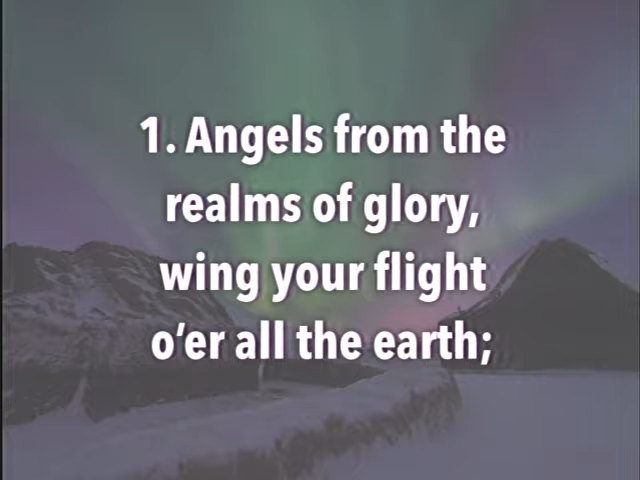 1. Angels from the
realms of glory,
wing your flight
o‘er all the earth;